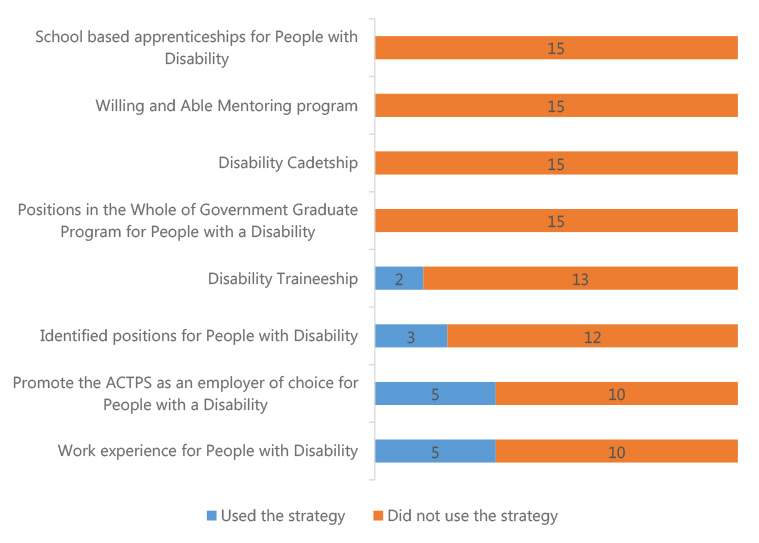 School based apprenticeships for People with
Disability
15
Willing and Able Mentoring program
15
Disability Cadetship
15
Positions in the Whole of Government Graduate
Program for People with a Disability
15
Disability Traineeship
2 13
Identified positions for People with Disability
3 12
Promote the ACTPS as an employer of choice for
People with a Disability
5 10
Work experience for People with Disability
5 10
Used the strategy Did not use the strategy